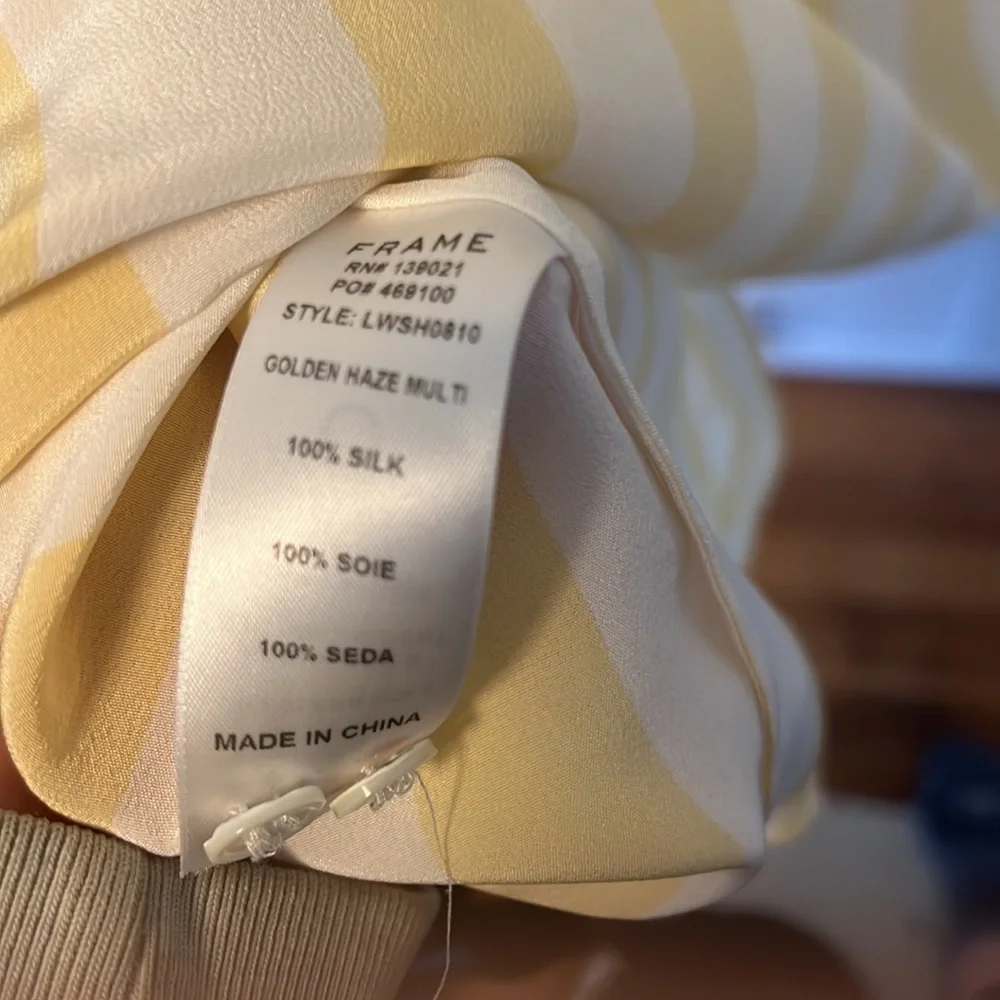 FRAME
RN# 139021
PO# 469100
STYLE: LWSH0810
GOLDEN HAZE MULTI
100% SILK
100% SOIE
100% SEDA
MADE IN CHINA